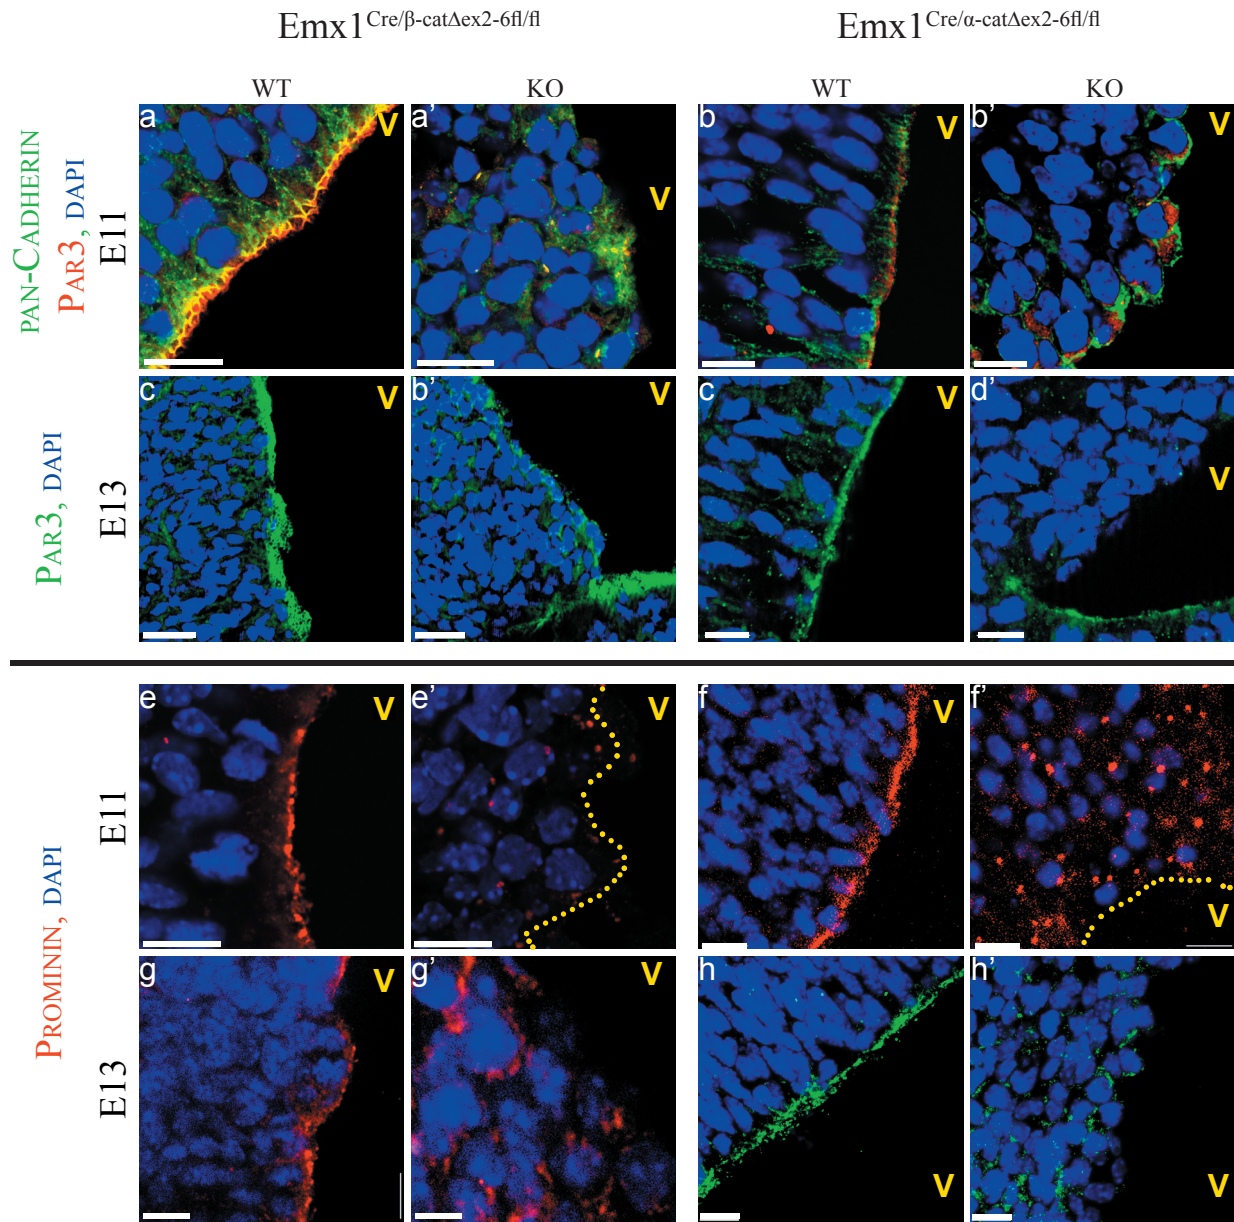 Emx1Cre/β-catΔex2-6fl/fl
Emx1Cre/α-catΔex2-6fl/fl
WT
KO
WT
KO
PAN-CADHERIN
PAR3, DAPI
E11
a
V
a’
V
b
V
b’
V
PAR3, DAPI
E13
c
V
b’
V
c
V
d’
V
PROMININ, DAPI
E11
e
V
e’
V
f
V
f’
V
E13
g
V
g’
V
h
V
h’
V